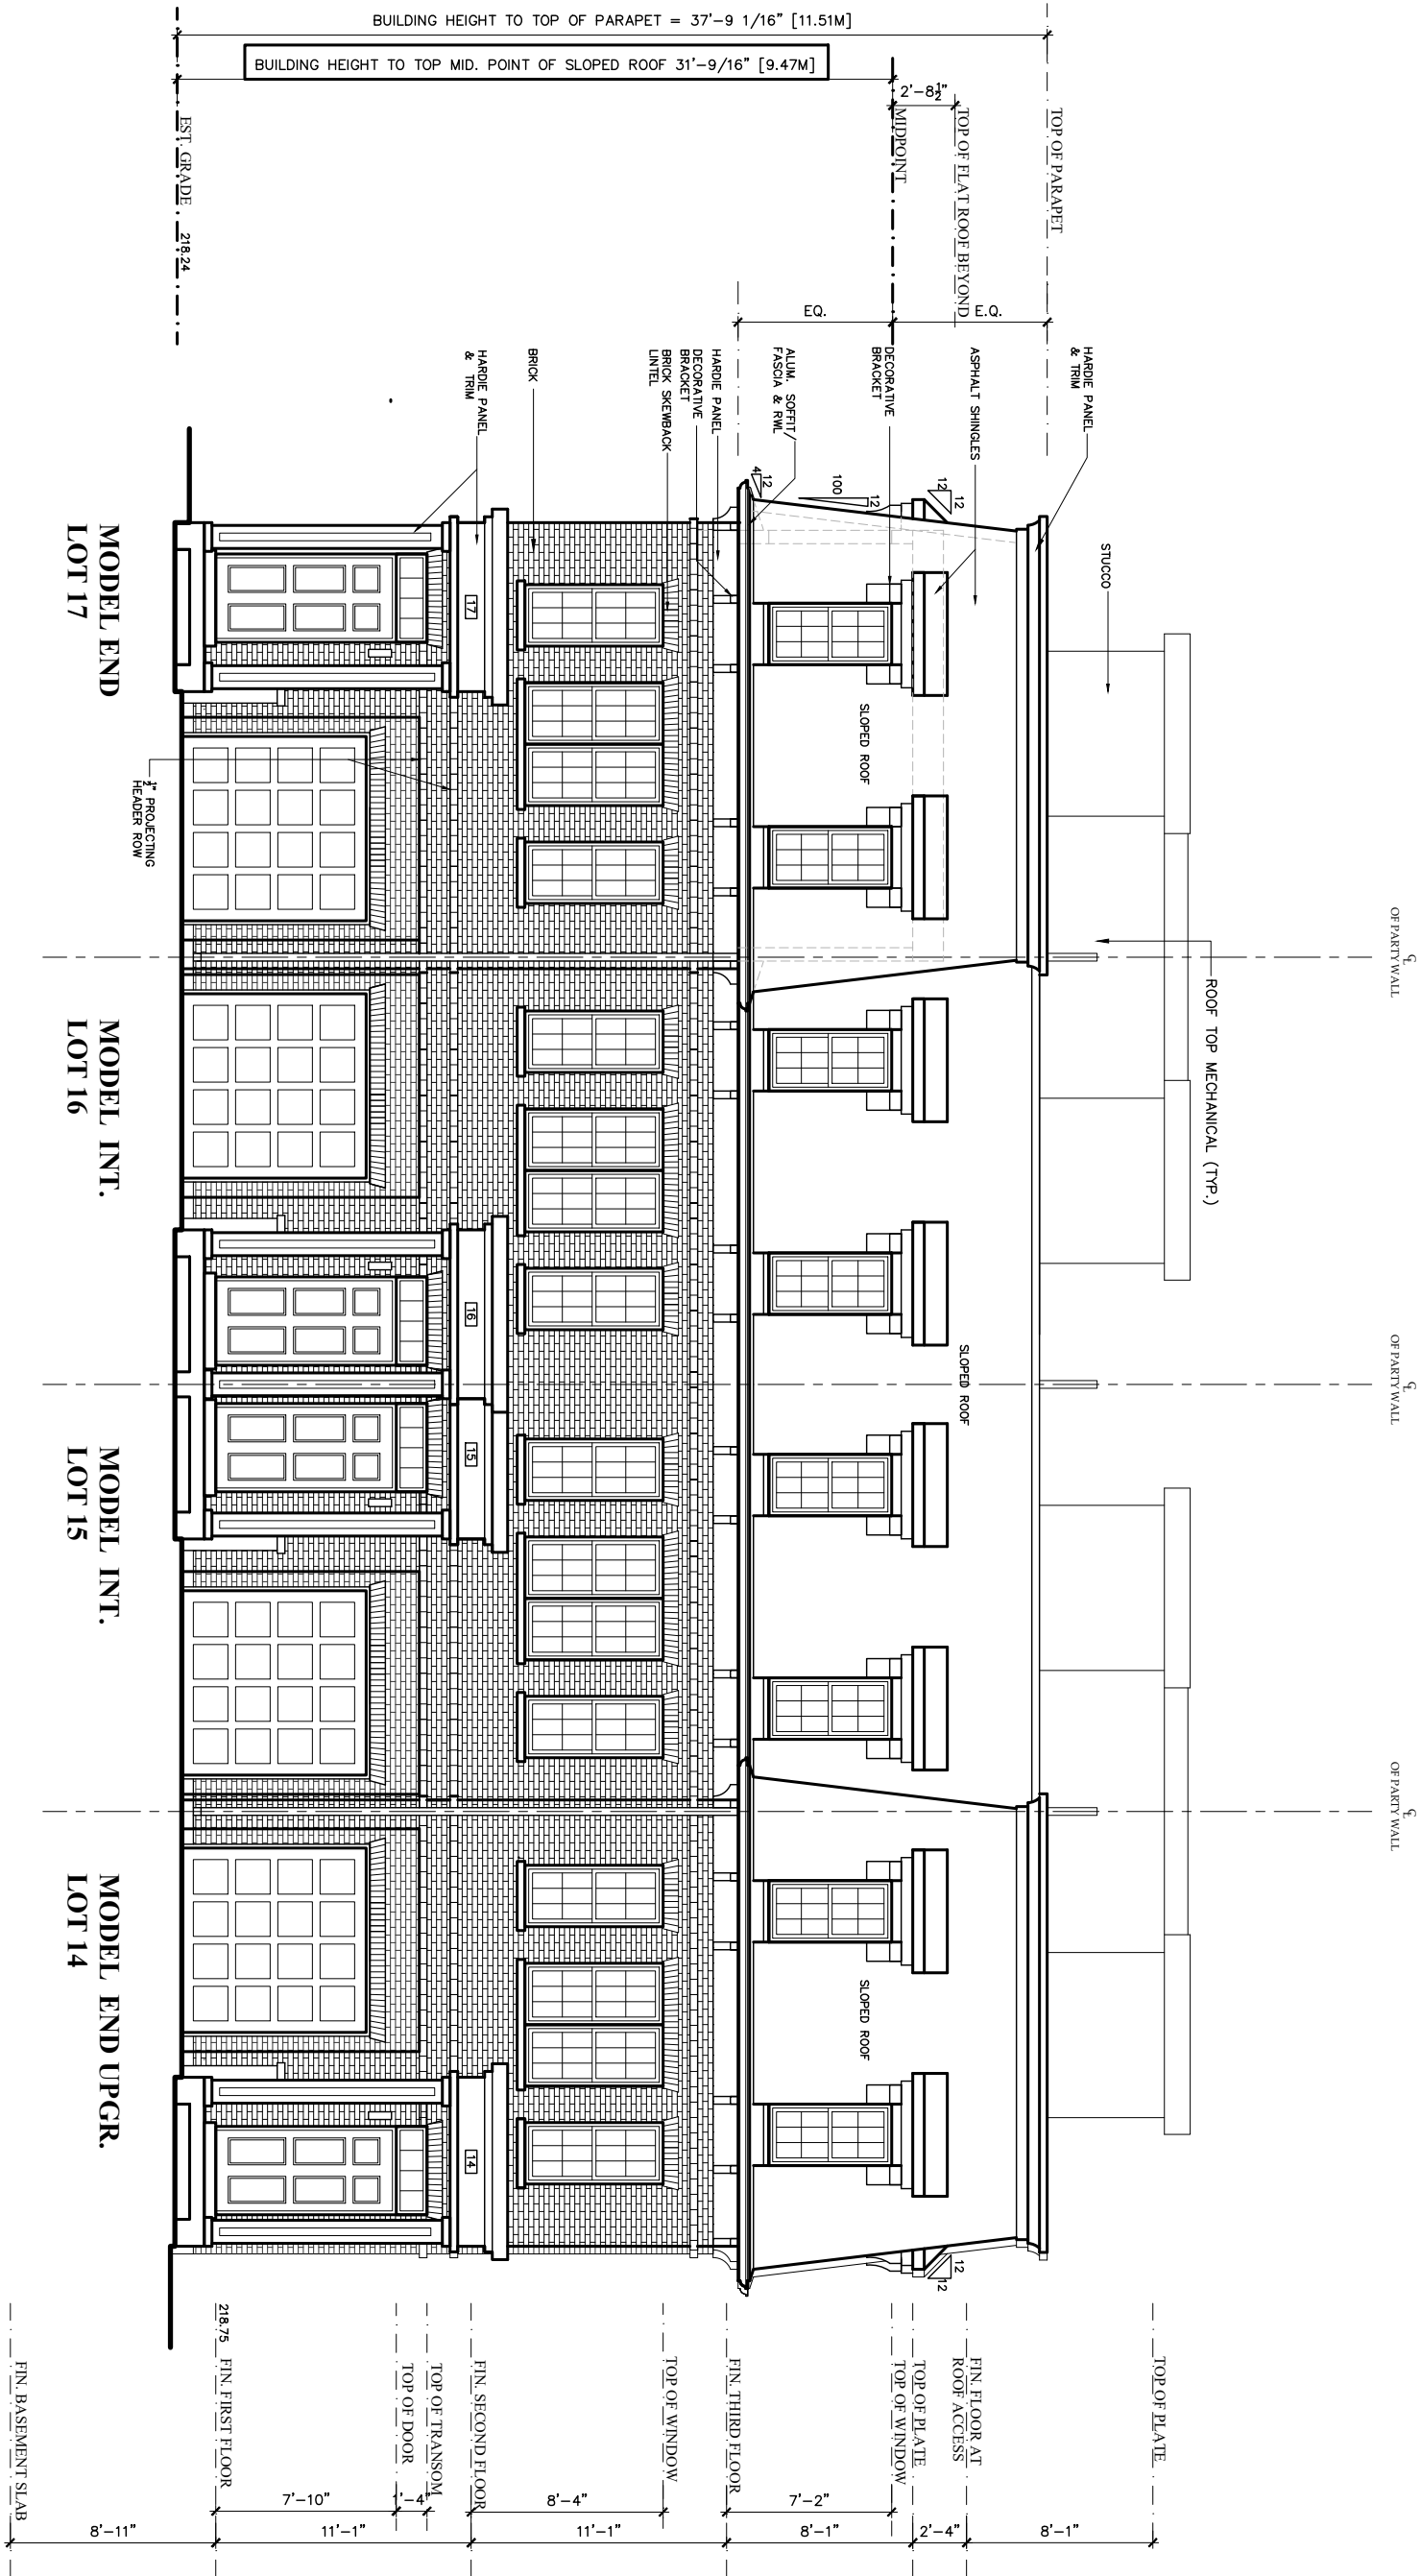 BUILDING HEIGHT TO TOP OF PARAPET = 37'-9 1/16" [11.51M]
BUILDING HEIGHT TO TOP MID. POINT OF SLOPED ROOF 31'-9/16" [9.47M]
2'-8½"
TOP OF PARAPET
TOP OF FLAT ROOF BEYOND
MIDPOINT
EST. GRADE
218.24
E.Q.
EQ.
HARDIE PANEL
& TRIM
ASPHALT SHINGLES
DECORATIVE
BRACKET
ALUM. SOFFIT/
FASCIA & RWL
HARDIE PANEL
DECORATIVE
BRACKET
BRICK SKEWBACK
LINTEL
BRICK
HARDIE PANEL
& TRIM
12
12
12
100
12
4
STUCCO
ROOF TOP MECHANICAL (TYP.)
℄
OF PARTY WALL
℄
OF PARTY WALL
℄
OF PARTY WALL
SLOPED ROOF
SLOPED ROOF
SLOPED ROOF
17
16
15
14
½" PROJECTING
HEADER ROW
12
12
MODEL END
LOT 17
MODEL INT.
LOT 16
MODEL INT.
LOT 15
MODEL END UPGR.
LOT 14
TOP OF PLATE
FIN. FLOOR AT
ROOF ACCESS
TOP OF PLATE
TOP OF WINDOW
FIN. THIRD FLOOR
TOP OF WINDOW
FIN. SECOND FLOOR
TOP OF TRANSOM
TOP OF DOOR
218.75
FIN. FIRST FLOOR
FIN. BASEMENT SLAB
7'-2"
8'-4"
1'-4"
7'-10"
8'-1"
2'-4"
8'-1"
11'-1"
11'-1"
8'-11"